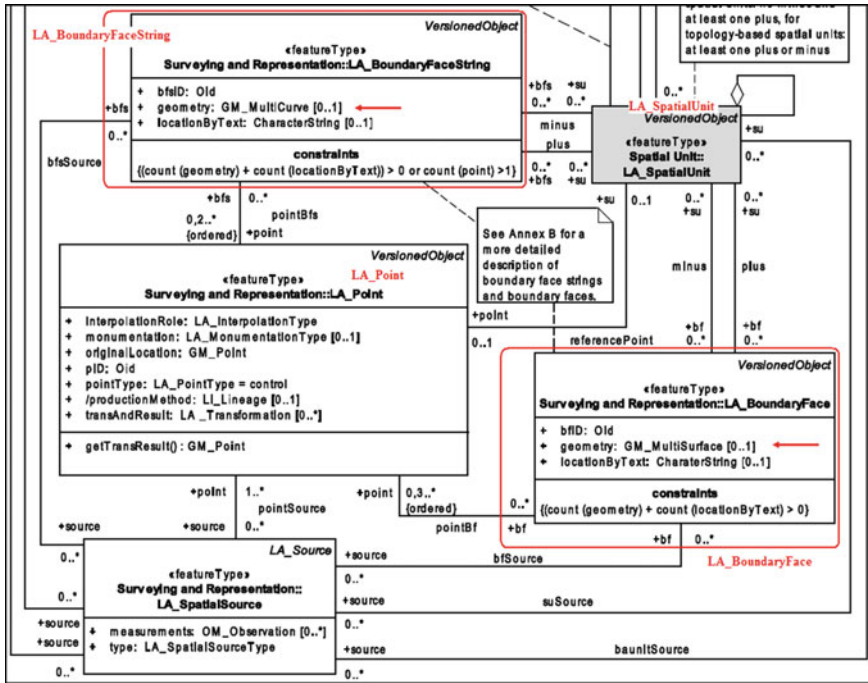 spatial units: no minus and
at least one plus, for
topology-based spatial units:
at least one plus or minus
LA_BoundaryFaceString
VersionedObject
«featureType»
Surveying and Representation::LA_BoundaryFaceString
+ bfsID: Oid
+ geometry: GM_MultiCurve [0..1]
+ locationByText: CharacterString [0..1]
constraints
{(count (geometry) + count (locationByText)) > 0 or count (point) >1}
+bfs
0..*
bfsSource
+bfs
0..*
+su
0..*
minus
plus
0..*
+bfs
0..*
+su
0..*
LA_SpatialUnit
VersionedObject
«featureType»
Spatial Unit::
LA_SpatialUnit
+su
0..*
+bfs
0..*
pointBfs
0,2..*
{ordered}
+point
See Annex B for a
more detailed
description of
boundary face strings
and boundary faces.
+su
0..1
0..*
+su
0..*
+su
minus
plus
VersionedObject
«featureType»
LA_Point
Surveying and Representation::LA_Point
+ InterpolationRole: LA_InterpolationType
+ monumentation: LA_MonumentationType [0..1]
+ originalLocation: GM_Point
+ pID: Oid
+ pointType: LA_PointType = control
+ /productionMethod: LI_Lineage [0..1]
+ transAndResult: LA _Transformation [0..*]
+ getTransResult() : GM_Point
+point
0..1
referencePoint
+bf
0..*
+bf
0..*
VersionedObject
«featureType»
Surveying and Representation::LA_BoundaryFace
+ bfID: Oid
+ geometry: GM_MultiSurface [0..1]
+ locationByText: CharaterString [0..1]
constraints
{(count (geometry) + count (locationByText) > 0}
+point
1..*
pointSource
+source
0..*
+point
0,3..*
{ordered}
pointBf
0..*
+bf
+bf
0..*
LA_BoundaryFace
+source
0..*
0..*
+source
+source
0..*
LA_Source
«featureType»
Surveying and Representation::
LA_SpatialSource
+ measurements: OM_Observation [0..*]
+ type: LA_SpatialSourceType
+source
0..*
bfSource
+source
0..*
suSource
+source
0..*
baunitSource